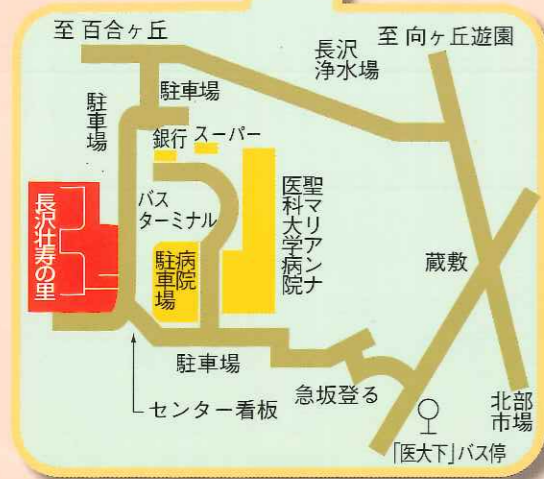 至 百合ヶ丘
長沢
浄水場
至 向ヶ丘遊園
駐車場
駐車場
銀行 スーパー
長沢壮寿の里
バス
ターミナル
病院
駐車場
聖マリアンナ
医科大学病院
蔵敷
駐車場
急坂登る
センター看板
北部
市場
「医大下」バス停